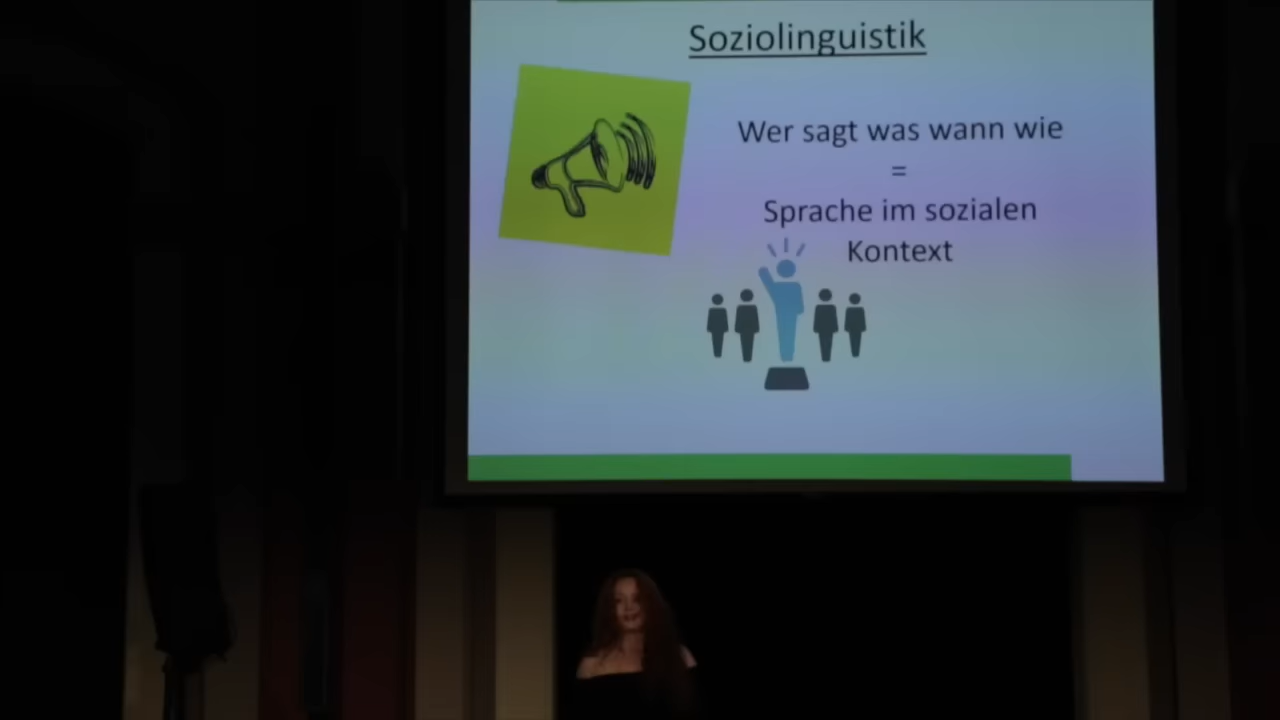 Soziolinguistik
Wer sagt was wann wie
=
Sprache im sozialen
Kontext